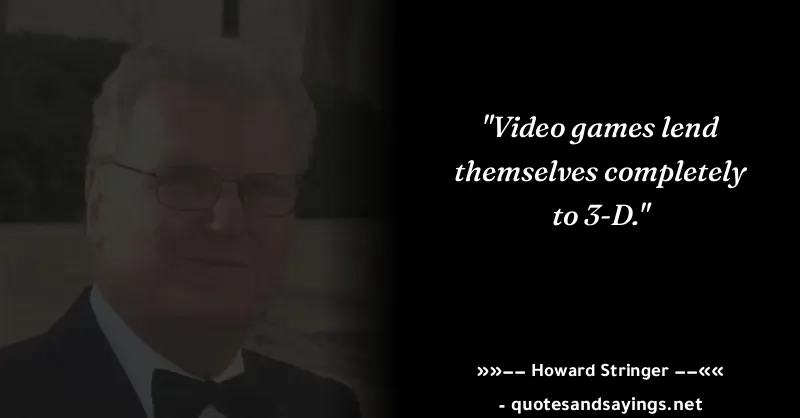 "Video games lend
themselves completely
to 3-D."
»»−− Howard Stringer −−««
- quotesandsayings.net